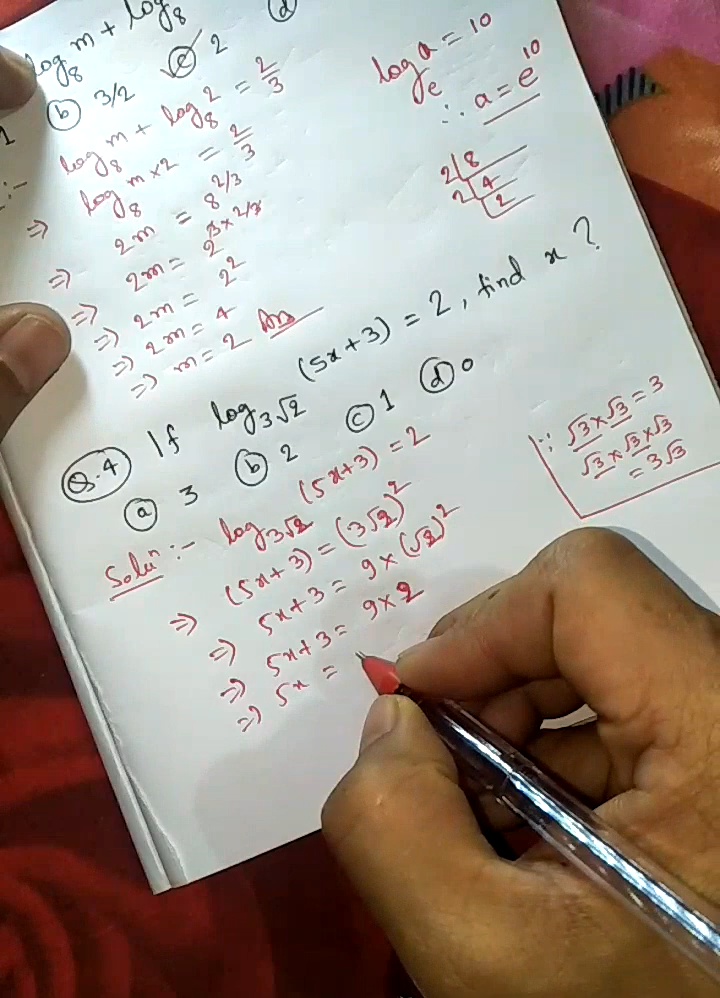 log₈ m + log₈
ⓓ
ⓑ 3/2 ⓒ 2
log₈ m + log₈ 2 = 2/3
⇒ log₈ m×2 = 2/3
⇒ 2m = 8^(2/3)
⇒ 2m = 2^(3×2/3)
⇒ 2m = 2²
⇒ 2m = 4
⇒ m = 2 Ans
logₑ a = 10
∴ a = e¹⁰
2 | 8
2 | 4
2
Q.4 If log_(3√2) (5x+3) = 2, find x ?
ⓐ 3 ⓑ 2 ⓒ 1 ⓓ 0
Soluⁿ :- log_(3√2) (5x+3) = 2
⇒ (5x+3) = (3√2)²
⇒ 5x+3 = 9×(√2)²
⇒ 5x+3 = 9×2
⇒ 5x =
∵ √3×√3 = 3
√3×√3×√3
= 3√3